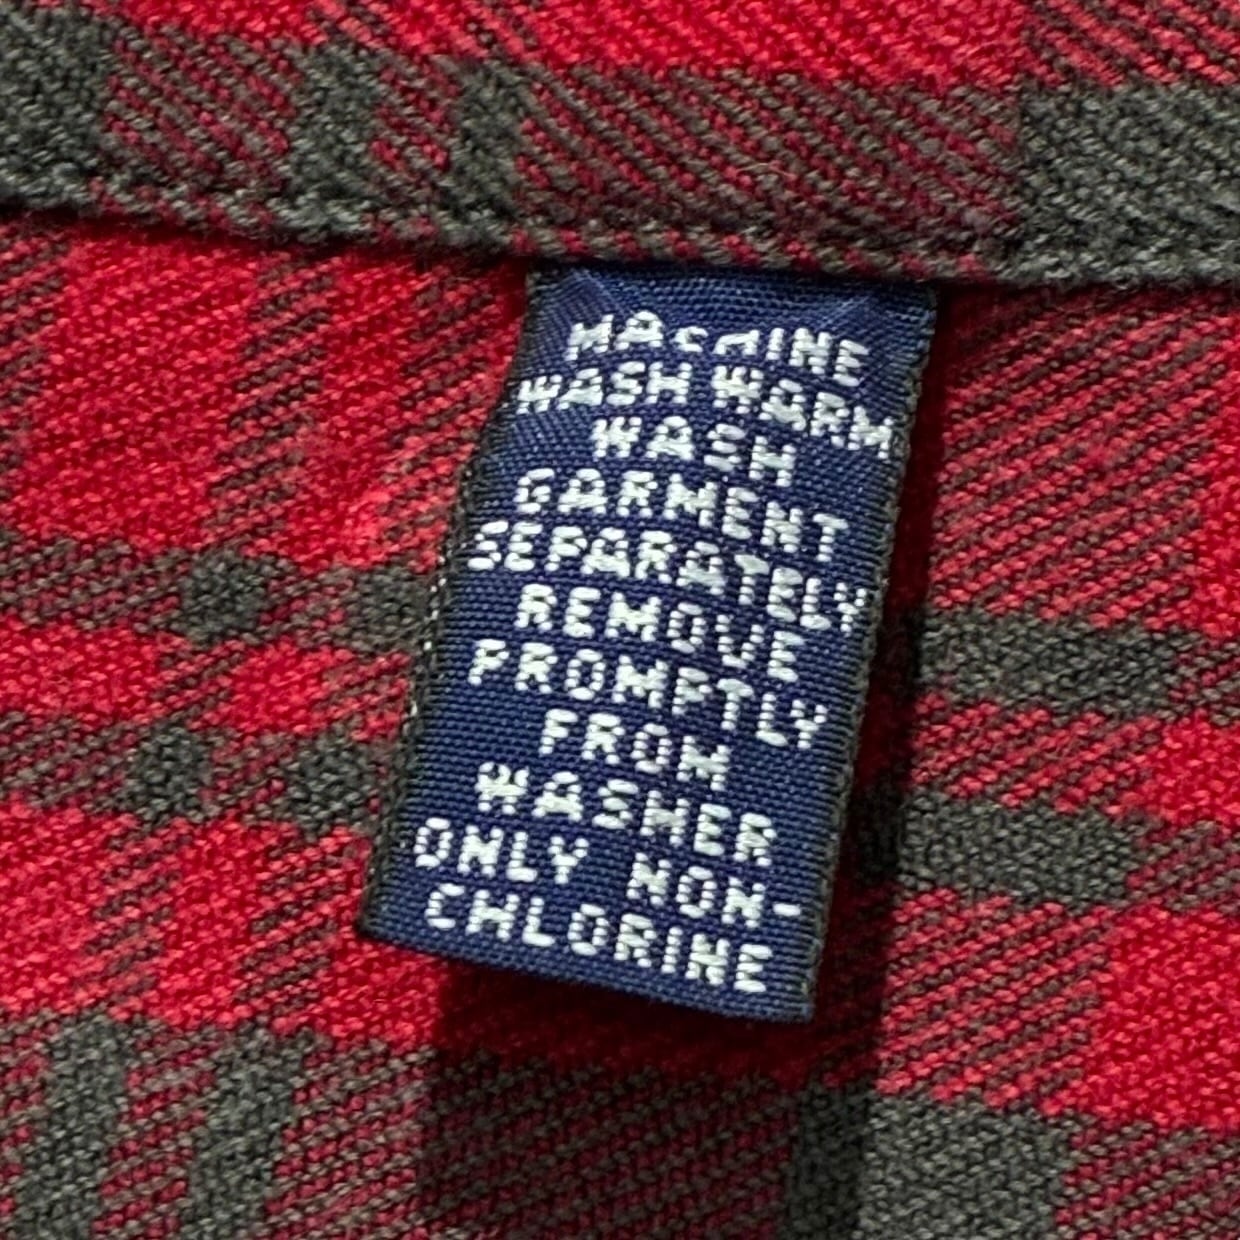 MACHINE
WASH WARM
WASH
GARMENT
SEPARATELY
REMOVE
PROMPTLY
FROM
WASHER
ONLY NON-
CHLORINE